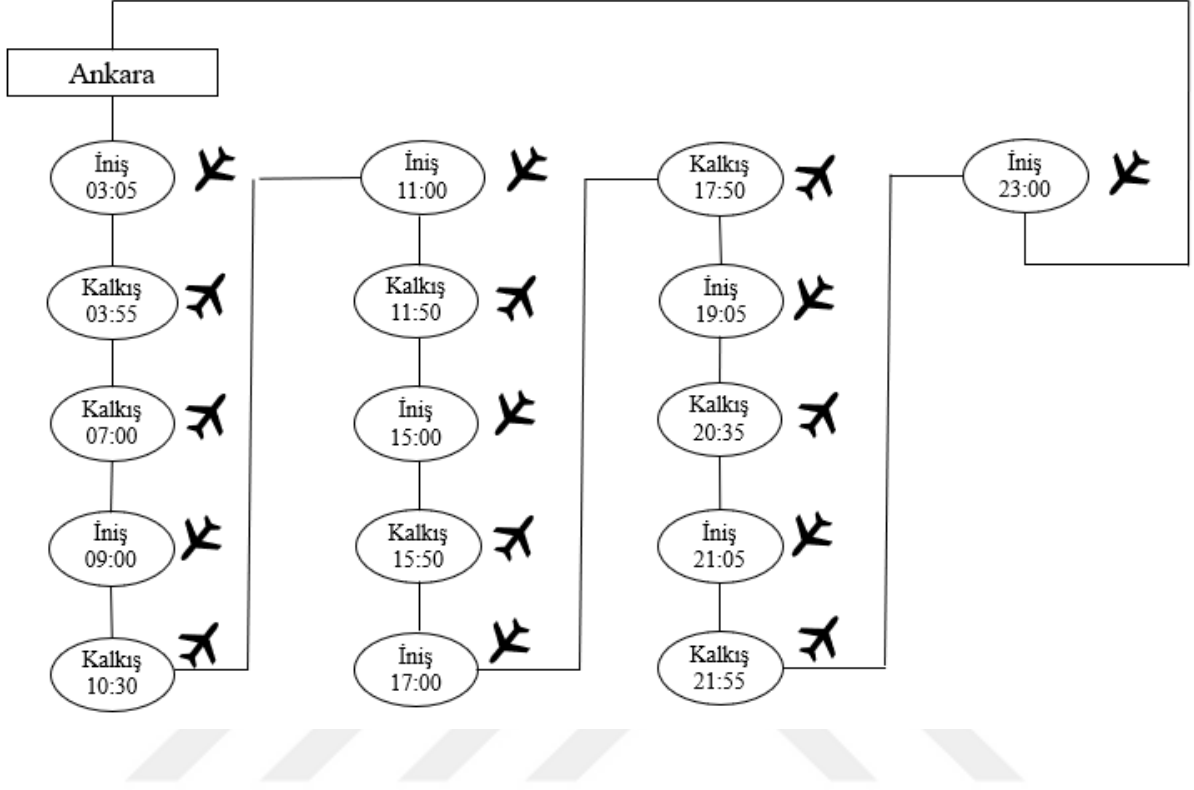 Ankara
İniş
03:05
Kalkış
03:55
Kalkış
07:00
İniş
09:00
Kalkış
10:30
İniş
11:00
Kalkış
11:50
İniş
15:00
Kalkış
15:50
İniş
17:00
Kalkış
17:50
İniş
19:05
Kalkış
20:35
İniş
21:05
Kalkış
21:55
İniş
23:00